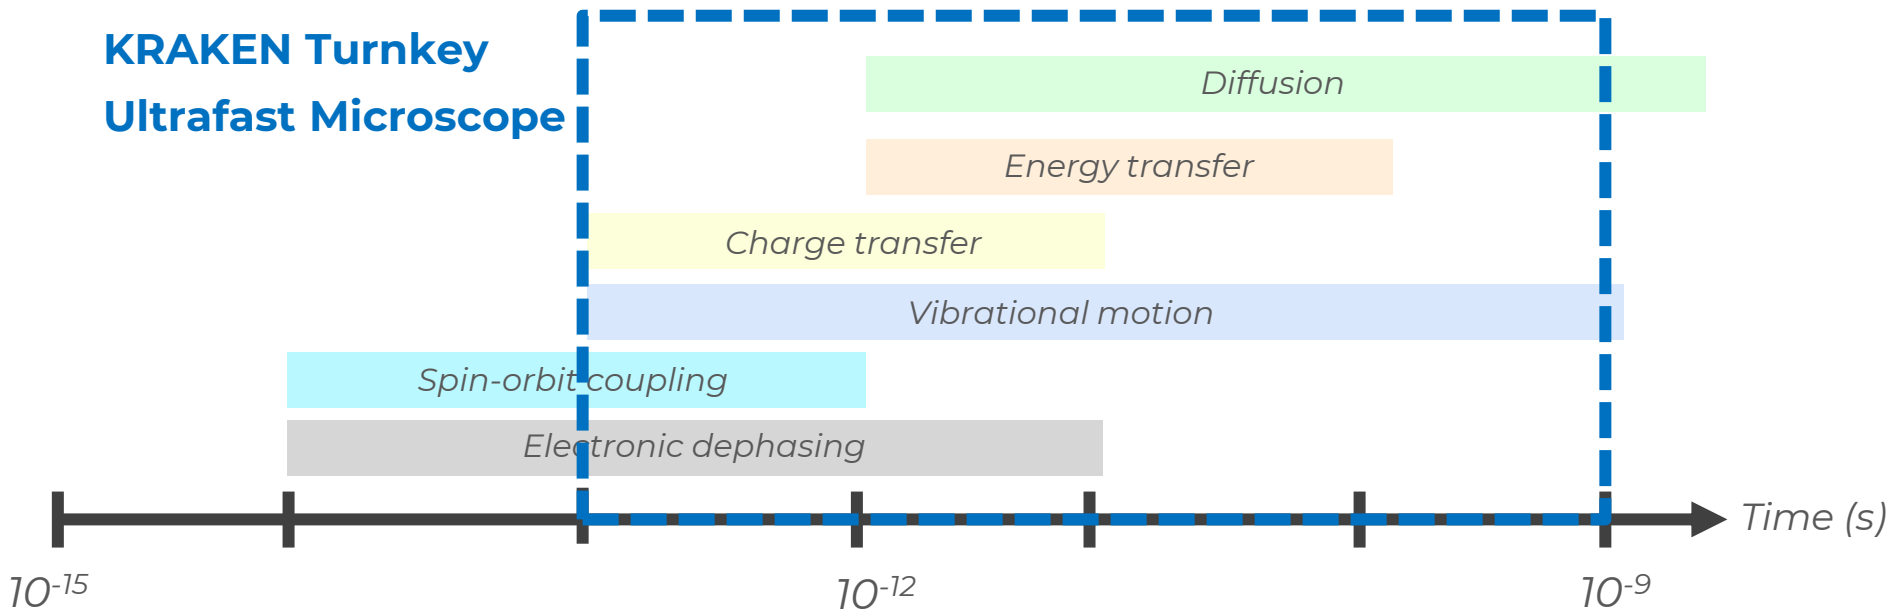 KRAKEN Turnkey
Ultrafast Microscope
Diffusion
Energy transfer
Charge transfer
Vibrational motion
Spin-orbit coupling
Electronic dephasing
Time (s)
10⁻¹⁵
10⁻¹²
10⁻⁹